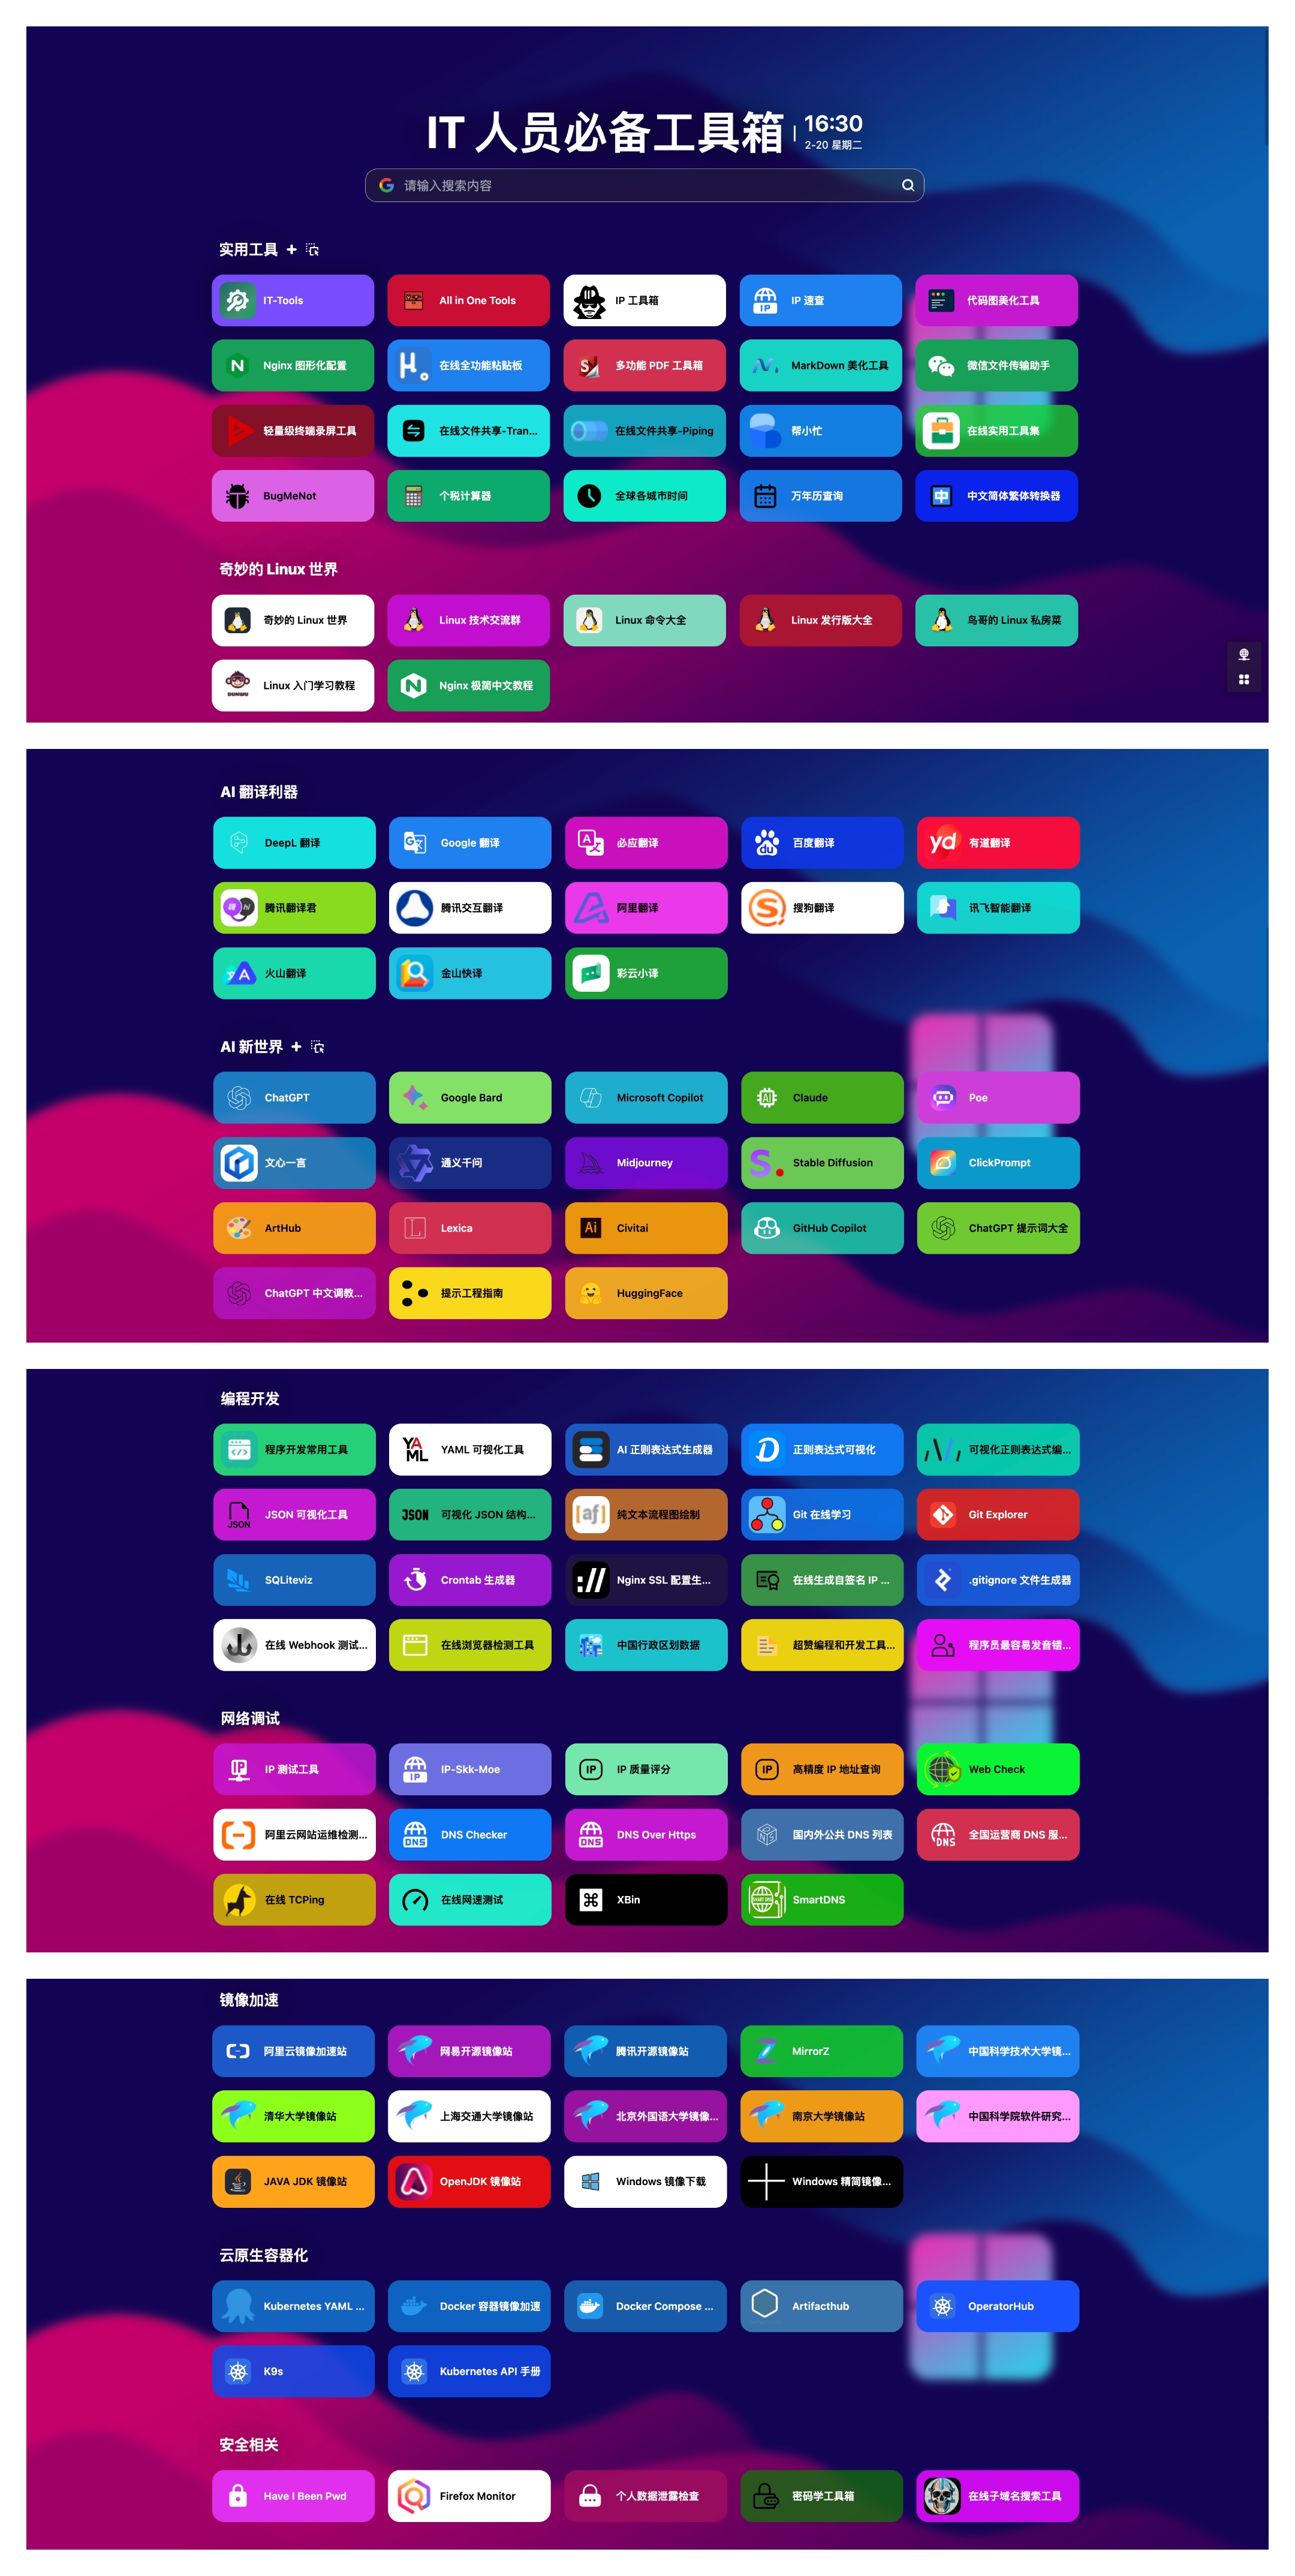 IT 人员必备工具箱
16:30
2-20 星期二
请输入搜索内容
实用工具
IT-Tools
All in One Tools
IP 工具箱
IP 速查
代码图美化工具
Nginx 图形化配置
在线全功能粘贴板
多功能 PDF 工具箱
MarkDown 美化工具
微信文件传输助手
轻量级终端录屏工具
在线文件共享-Tran...
在线文件共享-Piping
帮小忙
在线实用工具集
BugMeNot
个税计算器
全球各城市时间
万年历查询
中文简体繁体转换器
奇妙的 Linux 世界
奇妙的 Linux 世界
Linux 技术交流群
Linux 命令大全
Linux 发行版大全
鸟哥的 Linux 私房菜
Linux 入门学习教程
Nginx 极简中文教程
AI 翻译利器
DeepL 翻译
Google 翻译
必应翻译
百度翻译
有道翻译
腾讯翻译君
腾讯交互翻译
阿里翻译
搜狗翻译
讯飞智能翻译
火山翻译
金山快译
彩云小译
AI 新世界
ChatGPT
Google Bard
Microsoft Copilot
Claude
Poe
文心一言
通义千问
Midjourney
Stable Diffusion
ClickPrompt
ArtHub
Lexica
Civitai
GitHub Copilot
ChatGPT 提示词大全
ChatGPT 中文调教...
提示工程指南
HuggingFace
编程开发
程序开发常用工具
YAML 可视化工具
AI 正则表达式生成器
正则表达式可视化
可视化正则表达式编...
JSON 可视化工具
可视化 JSON 结构...
纯文本流程图绘制
Git 在线学习
Git Explorer
SQLiteviz
Crontab 生成器
Nginx SSL 配置生...
在线生成自签名 IP ...
.gitignore 文件生成器
在线 Webhook 测试...
在线浏览器检测工具
中国行政区划数据
超赞编程和开发工具...
程序员最容易发音错...
网络调试
IP 测试工具
IP-Skk-Moe
IP 质量评分
高精度 IP 地址查询
Web Check
阿里云网站运维检测...
DNS Checker
DNS Over Https
国内外公共 DNS 列表
全国运营商 DNS 服...
在线 TCPing
在线网速测试
XBin
SmartDNS
镜像加速
阿里云镜像加速站
网易开源镜像站
腾讯开源镜像站
MirrorZ
中国科学技术大学镜...
清华大学镜像站
上海交通大学镜像站
北京外国语大学镜像...
南京大学镜像站
中国科学院软件研究...
JAVA JDK 镜像站
OpenJDK 镜像站
Windows 镜像下载
Windows 精简镜像...
云原生容器化
Kubernetes YAML ...
Docker 容器镜像加速
Docker Compose ...
Artifacthub
OperatorHub
K9s
Kubernetes API 手册
安全相关
Have I Been Pwd
Firefox Monitor
个人数据泄露检查
密码学工具箱
在线子域名搜索工具